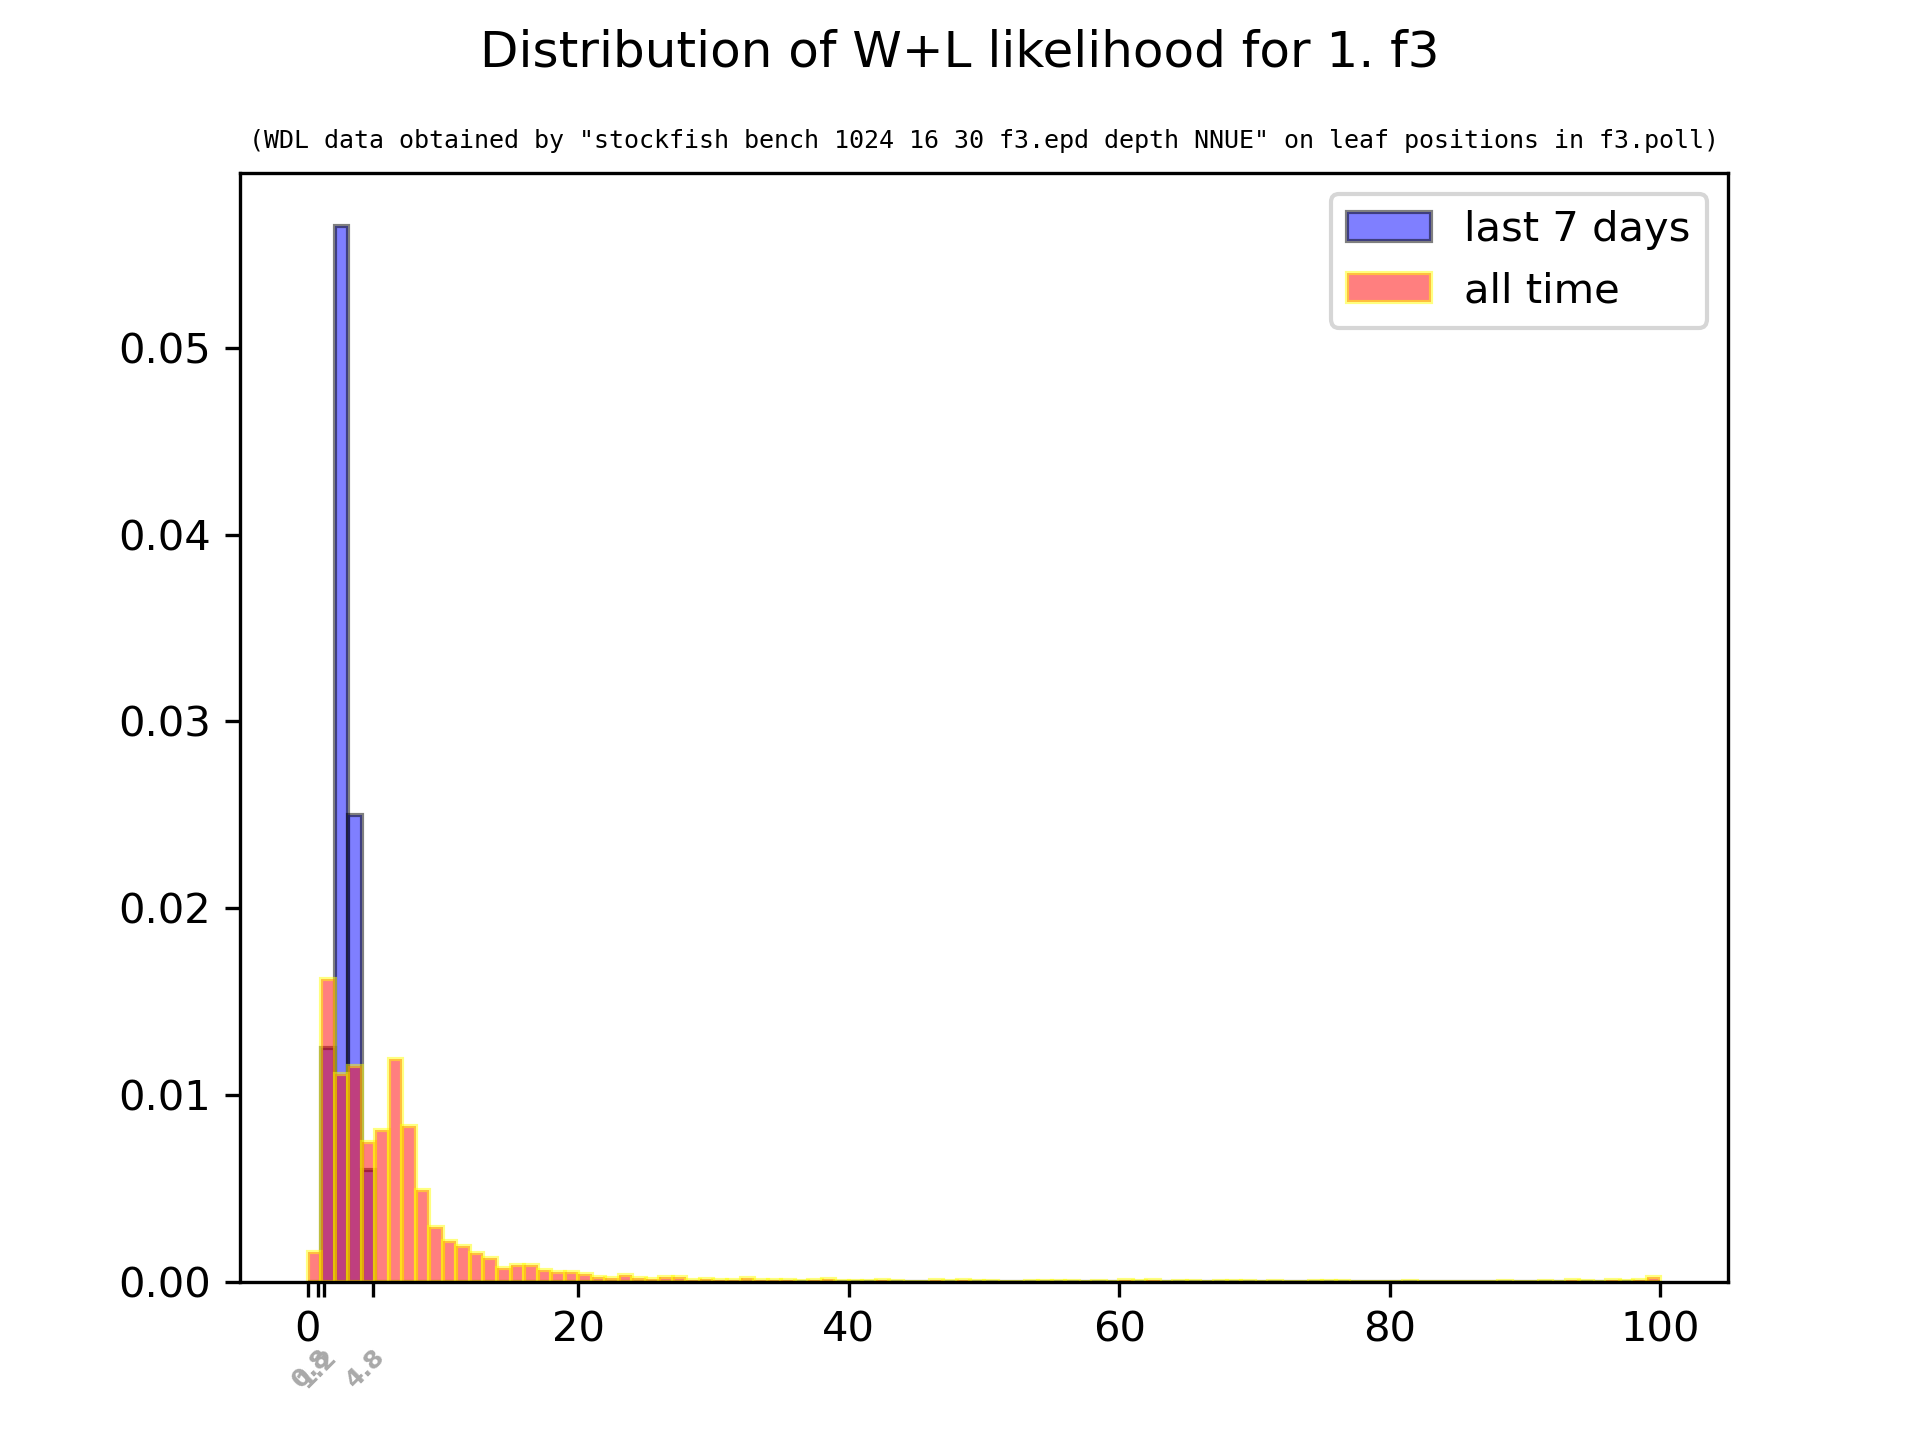 Distribution of W+L likelihood for 1. f3
(WDL data obtained by "stockfish bench 1024 16 30 f3.epd depth NNUE" on leaf positions in f3.poll)
last 7 days
all time
0.05
0.04
0.03
0.02
0.01
0.00
0 20 40 60 80 100
4.8